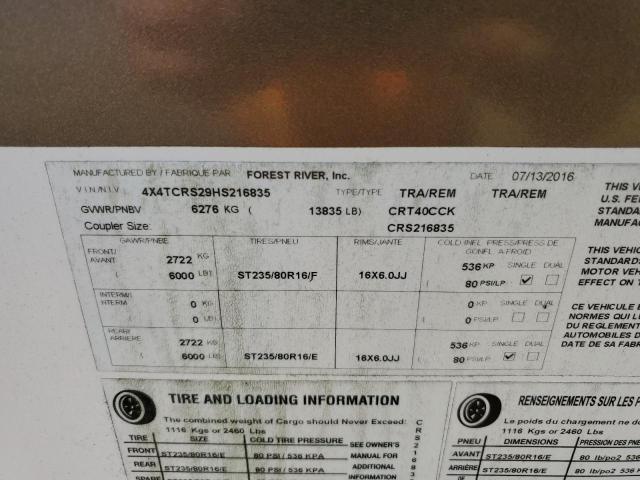 MANUFACTURED BY / FABRIQUE PAR FOREST RIVER, Inc. DATE 07/13/2016
V I N/N I V 4X4TCRS29HS216835 TYPE/TYPE TRA/REM TRA/REM
GVWR/PNBV 6276 KG ( 13835 LB) CRT40CCK
Coupler Size: CRS216835
GAWR/PNBE TIRES/PNEU RIMS/JANTE COLD INFL PRESS/PRESS DE GONFL A FROID
FRONT/ AVANT 2722 KG 536 KP SINGLE DUAL
( 6000 LB) ST235/80R16/F 16X6.0JJ ( 80 PSI/LP
INTERM/ INTERM 0 KG 0 KP SINGLE DUAL
( 0 LB) ( 0 PSI/LP
REAR/ ARRIERE 2722 KG 536 KP SINGLE DUAL
( 6000 LB) ST235/80R16/E 16X6.0JJ ( 80 PSI/LP
THIS V
U.S. FE
STANDA
MANUFAC
THIS VEHIC
STANDARDS
MOTOR VEH
EFFECT ON T
CE VEHICULE E
NORMES QUI L
DU REGLEMENT
AUTOMOBILES D
DATE DE SA FABR
TIRE AND LOADING INFORMATION
The combined weight of Cargo should Never Exceed:
1116 Kgs or 2460 Lbs
TIRE SIZE COLD TIRE PRESSURE SEE OWNER'S
FRONT ST235/80R16/E 80 PSI / 536 KPA MANUAL FOR
REAR ST235/80R16/E 80 PSI / 536 KPA ADDITIONAL
SPARE INFORMATION
CRS2168
RENSEIGNEMENTS SUR LES P
Le poids du chargement ne do
1116 Kgs or 2460 Lbs
PNEU DIMENSIONS PRESSION DES PNE
AVANT ST235/80R16/E 80 lb/po2 536
ARRIÈRE ST235/80R16/E 80 lb/po2 536
DE